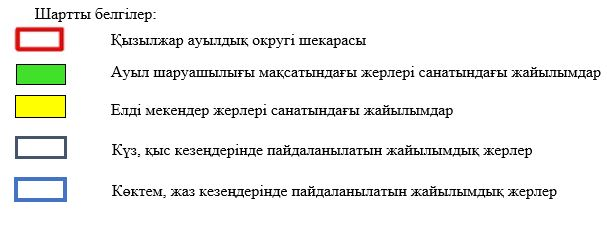 Шартты белгілер:
Қызылжар ауылдық округі шекарасы
Ауыл шаруашылығы мақсатындағы жерлері санатындағы жайылымдар
Елді мекендер жерлері санатындағы жайылымдар
Күз, қыс кезеңдерінде пайдаланылатын жайылымдық жерлер
Көктем, жаз кезеңдерінде пайдаланылатын жайылымдық жерлер